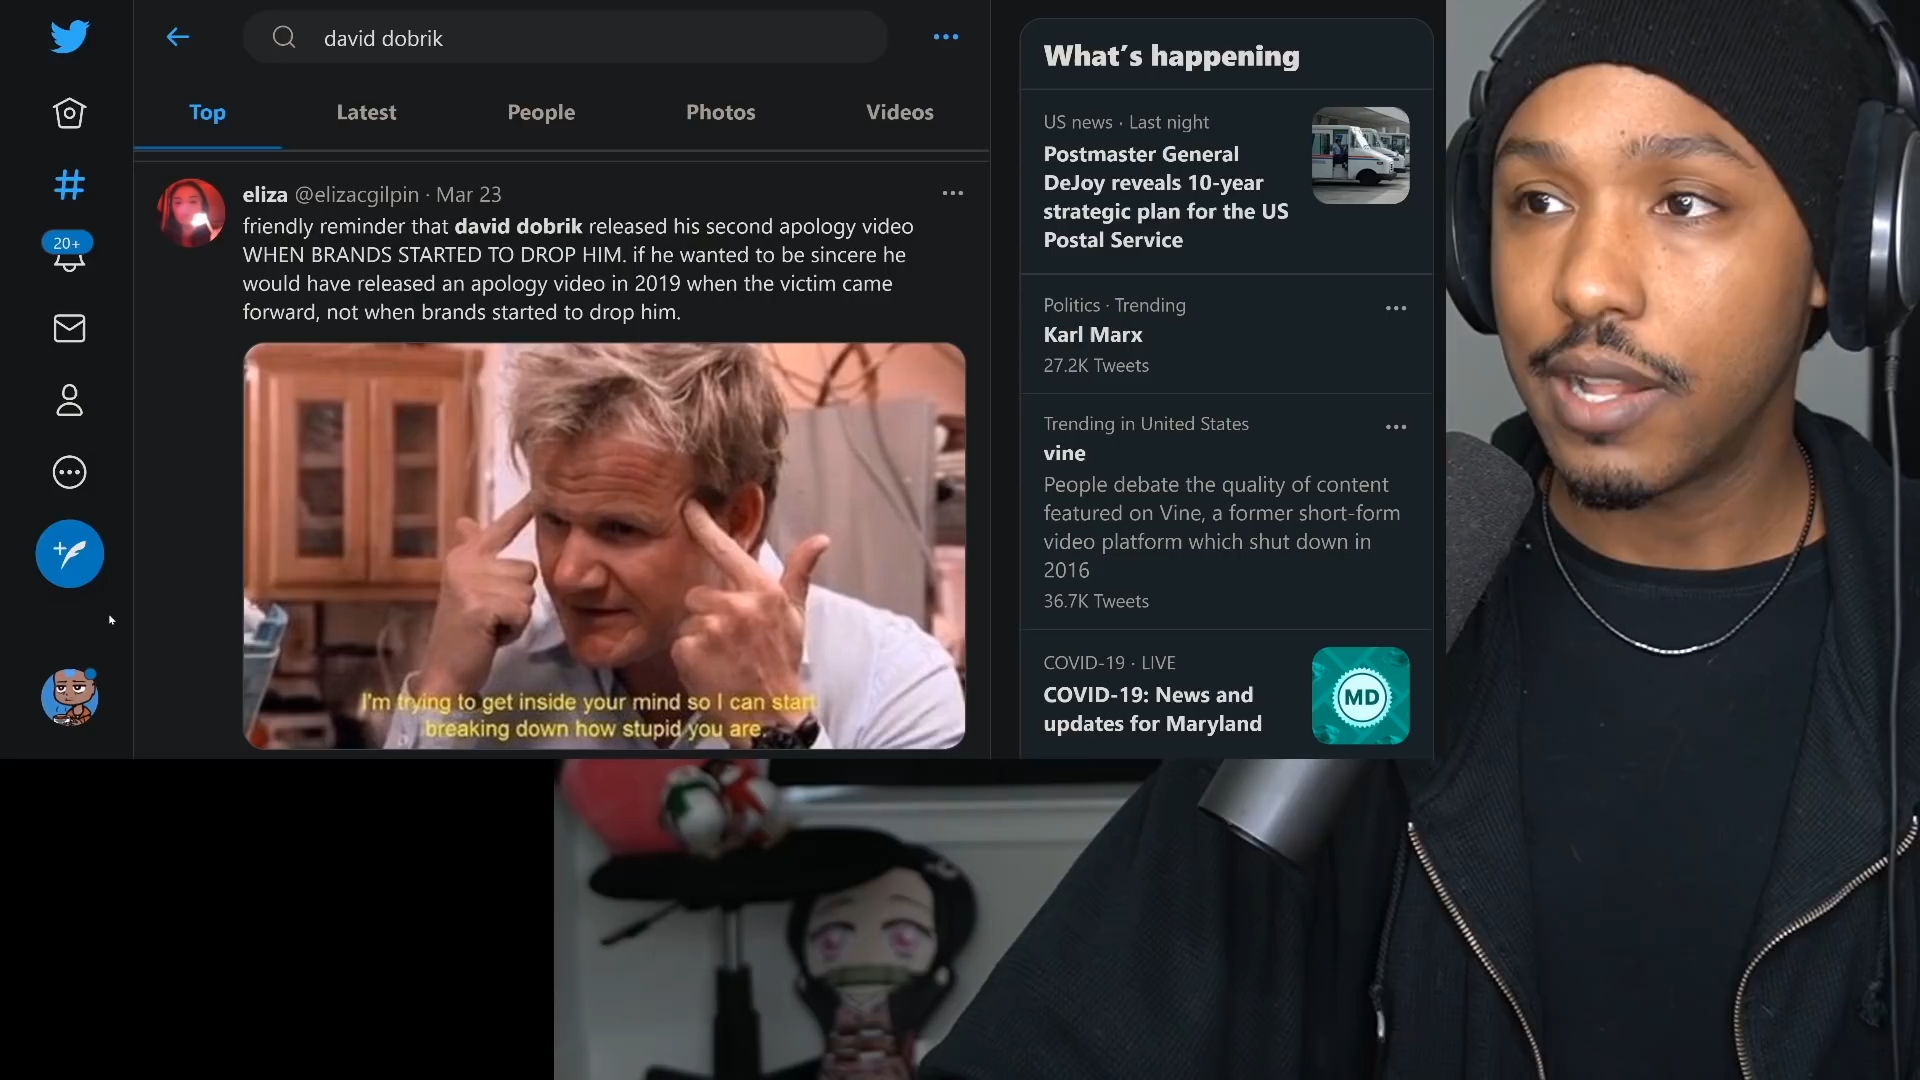 david dobrik
Top
Latest
People
Photos
Videos
20+
eliza @elizacgilpin · Mar 23
friendly reminder that david dobrik released his second apology video
WHEN BRANDS STARTED TO DROP HIM. if he wanted to be sincere he
would have released an apology video in 2019 when the victim came
forward, not when brands started to drop him.
I'm trying to get inside your mind so I can start
breaking down how stupid you are.
What's happening
US news · Last night
Postmaster General
DeJoy reveals 10-year
strategic plan for the US
Postal Service
Politics · Trending
Karl Marx
27.2K Tweets
Trending in United States
vine
People debate the quality of content
featured on Vine, a former short-form
video platform which shut down in
2016
36.7K Tweets
COVID-19 · LIVE
COVID-19: News and
updates for Maryland
MD